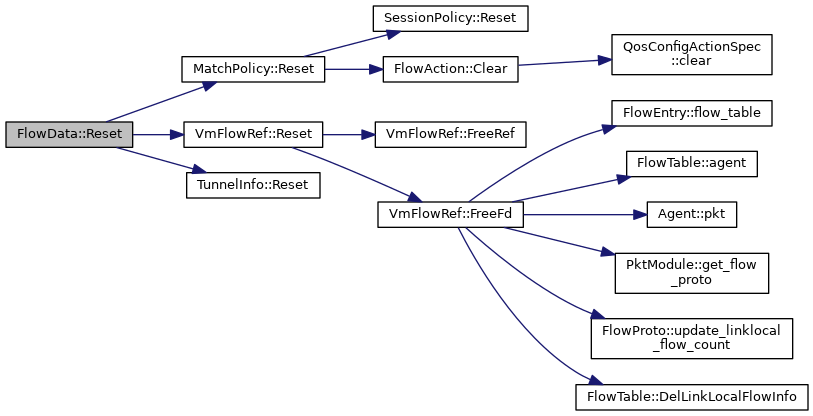 SessionPolicy::Reset
QosConfigActionSpec
::clear
MatchPolicy::Reset
FlowAction::Clear
FlowEntry::flow_table
FlowData::Reset
VmFlowRef::Reset
VmFlowRef::FreeRef
FlowTable::agent
TunnelInfo::Reset
VmFlowRef::FreeFd
Agent::pkt
PktModule::get_flow
_proto
FlowProto::update_linklocal
_flow_count
FlowTable::DelLinkLocalFlowInfo